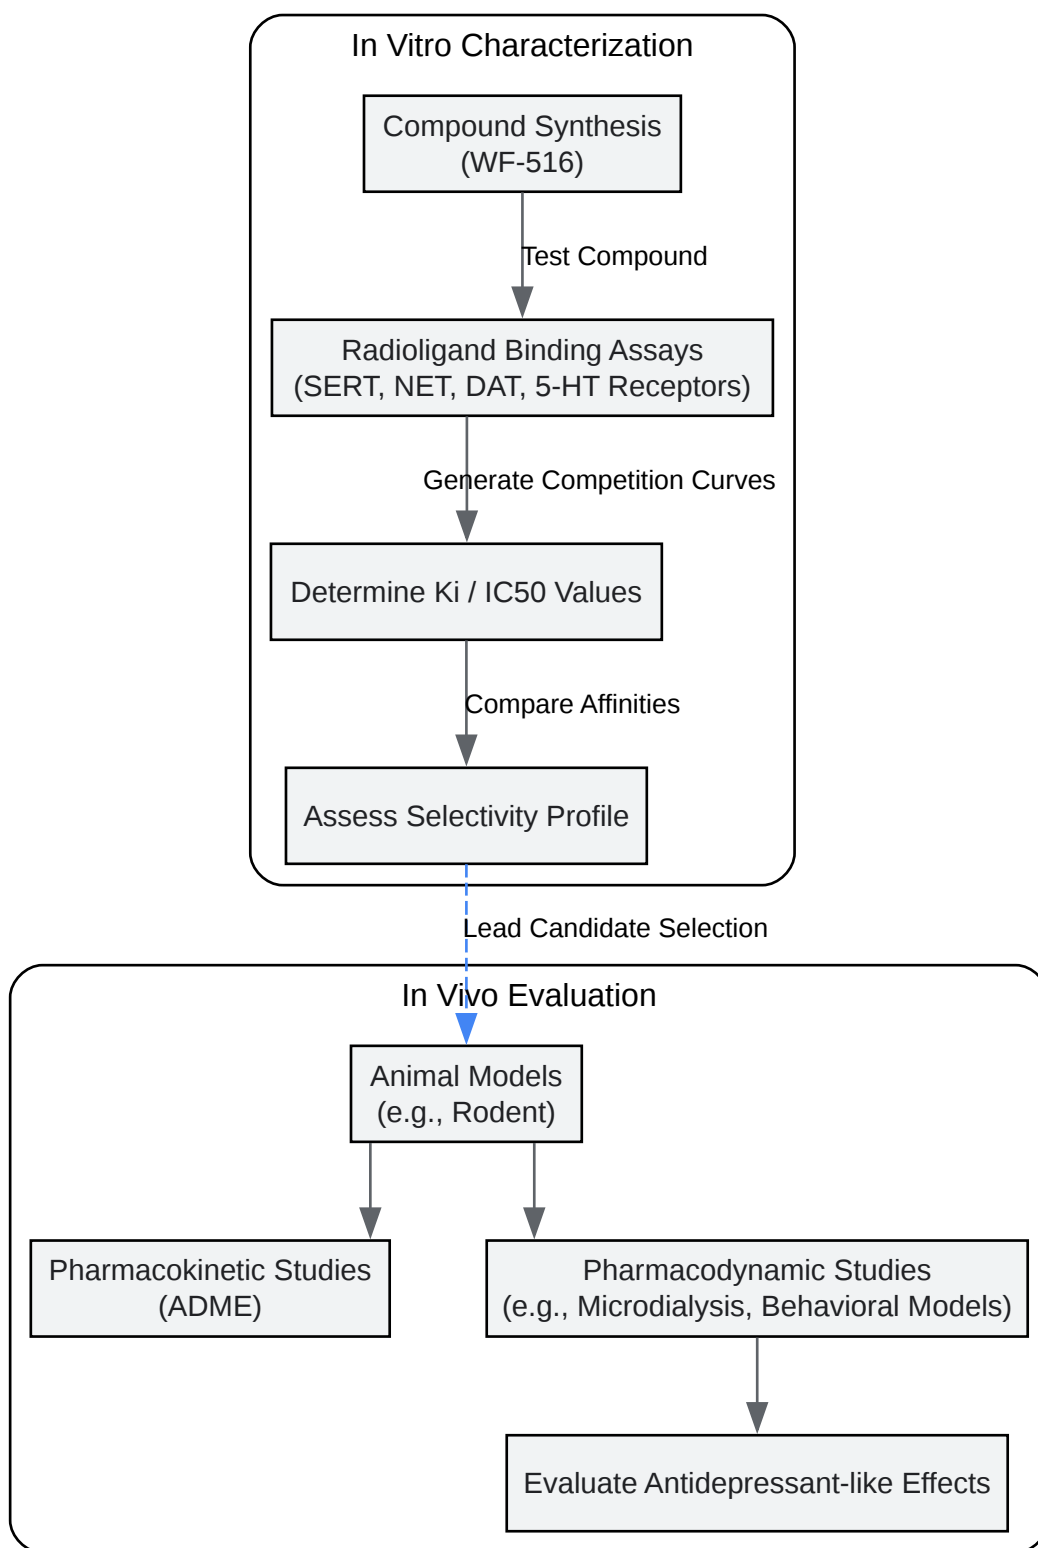 In Vitro Characterization
Compound Synthesis
(WF-516)
Test Compound
Radioligand Binding Assays
(SERT, NET, DAT, 5-HT Receptors)
Generate Competition Curves
Determine Ki / IC50 Values
Compare Affinities
Assess Selectivity Profile
Lead Candidate Selection
In Vivo Evaluation
Animal Models
(e.g., Rodent)
Pharmacokinetic Studies
(ADME)
Pharmacodynamic Studies
(e.g., Microdialysis, Behavioral Models)
Evaluate Antidepressant-like Effects